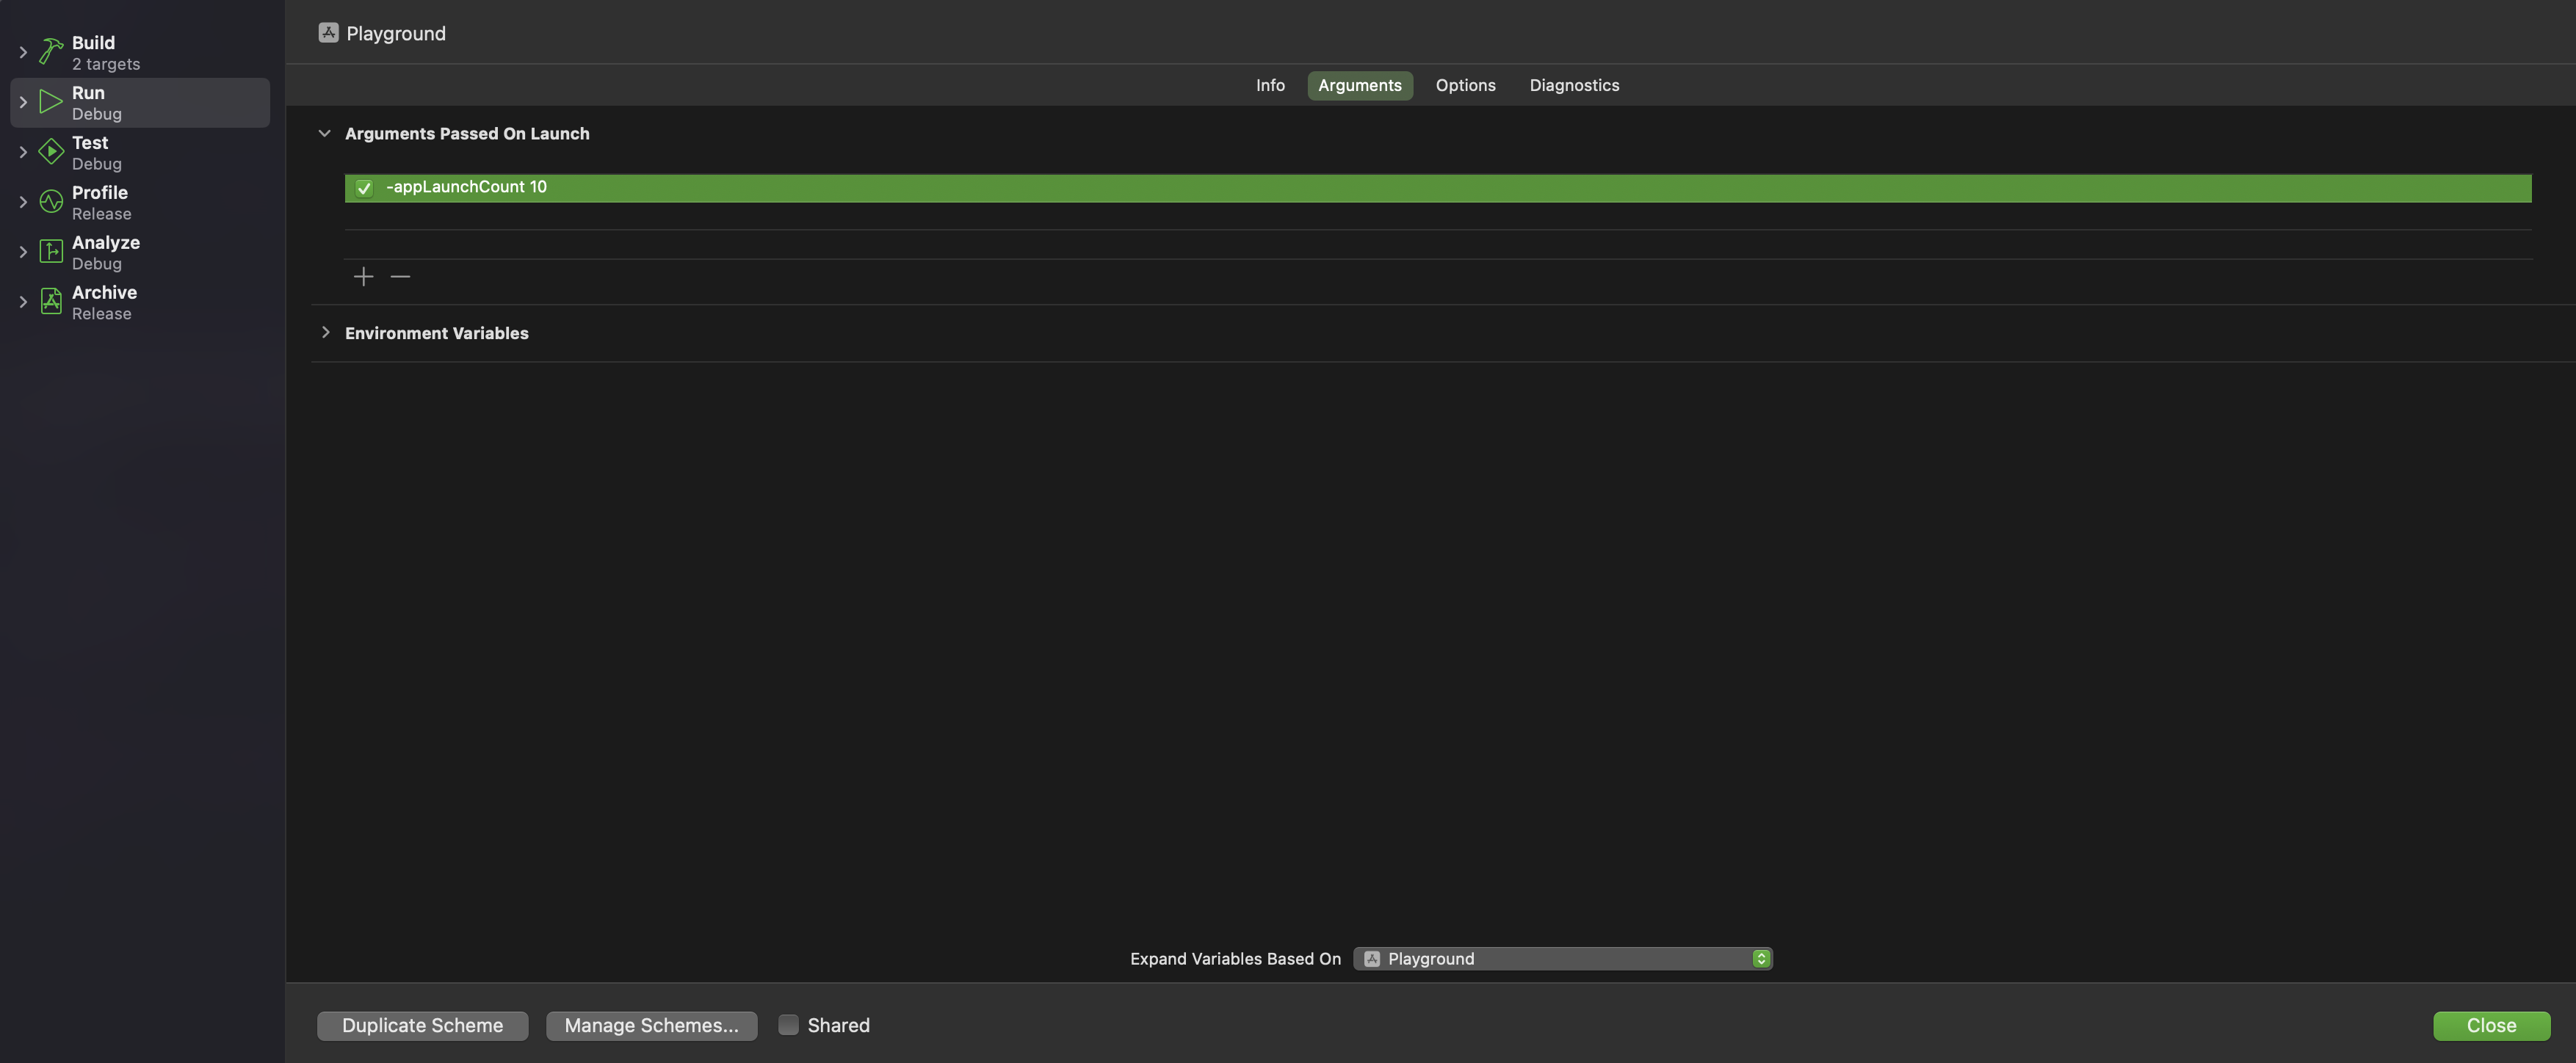 Build
2 targets
Run
Debug
Test
Debug
Profile
Release
Analyze
Debug
Archive
Release
Playground
Info Arguments Options Diagnostics
Arguments Passed On Launch
-appLaunchCount 10
Environment Variables
Expand Variables Based On Playground
Duplicate Scheme Manage Schemes... Shared Close